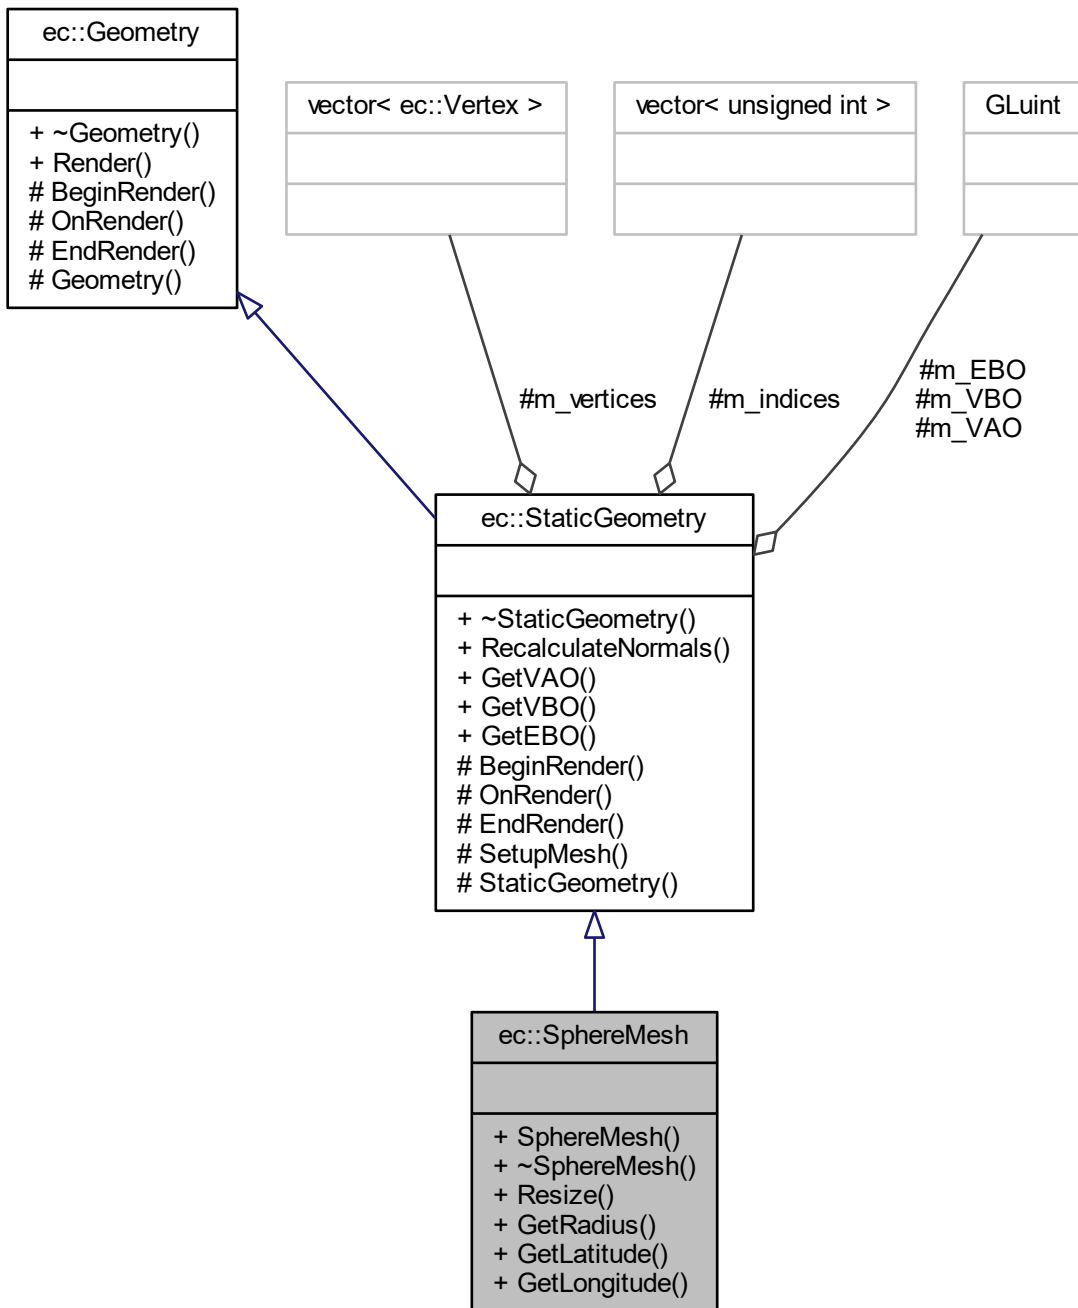 ec::Geometry
+ ~Geometry()
+ Render()
# BeginRender()
# OnRender()
# EndRender()
# Geometry()
vector< ec::Vertex >
vector< unsigned int >
GLuint
#m_vertices
#m_indices
#m_EBO
#m_VBO
#m_VAO
ec::StaticGeometry
+ ~StaticGeometry()
+ RecalculateNormals()
+ GetVAO()
+ GetVBO()
+ GetEBO()
# BeginRender()
# OnRender()
# EndRender()
# SetupMesh()
# StaticGeometry()
ec::SphereMesh
+ SphereMesh()
+ ~SphereMesh()
+ Resize()
+ GetRadius()
+ GetLatitude()
+ GetLongitude()